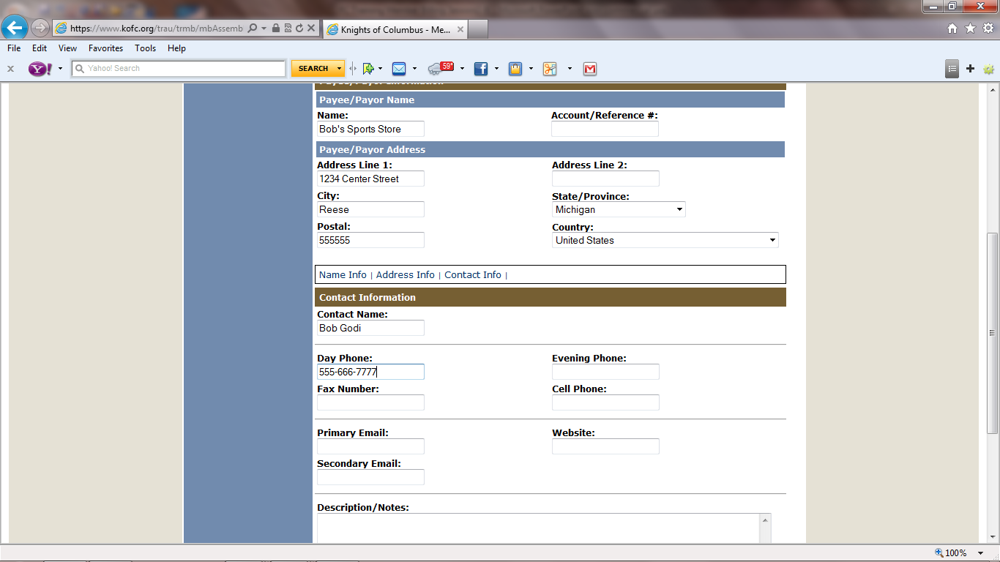 https://www.kofc.org/trau/trmb/mbAssemb
Knights of Columbus - Me...
File Edit View Favorites Tools Help
x Y! Yahoo! Search SEARCH 59°
Payee/Payor Information
Payee/Payor Name
Name: Account/Reference #:
Bob's Sports Store
Payee/Payor Address
Address Line 1: Address Line 2:
1234 Center Street
City: State/Province:
Reese Michigan
Postal: Country:
555555 United States
Name Info | Address Info | Contact Info |
Contact Information
Contact Name:
Bob Godi
Day Phone: Evening Phone:
555-666-7777
Fax Number: Cell Phone:
Primary Email: Website:
Secondary Email:
Description/Notes:
100%